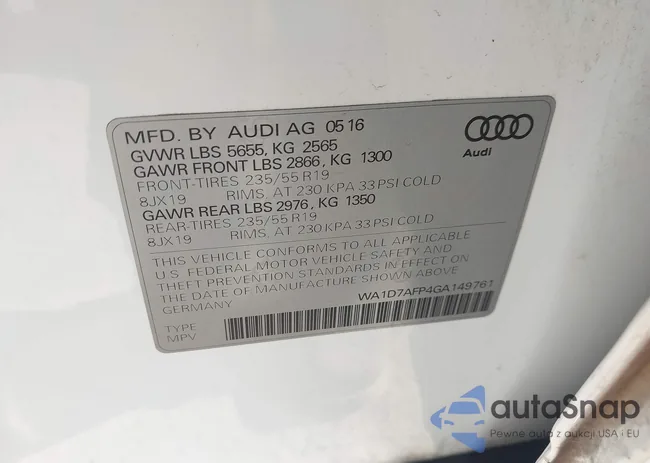 MFD. BY AUDI AG 05 16
GVWR LBS 5655, KG 2565
GAWR FRONT LBS 2866, KG 1300
FRONT-TIRES 235/55 R19
8JX19 RIMS, AT 230 KPA 33 PSI COLD
GAWR REAR LBS 2976, KG 1350
REAR-TIRES 235/55 R19
8JX19 RIMS, AT 230 KPA 33 PSI COLD
THIS VEHICLE CONFORMS TO ALL APPLICABLE
U.S. FEDERAL MOTOR VEHICLE SAFETY AND
THEFT PREVENTION STANDARDS IN EFFECT ON
THE DATE OF MANUFACTURE SHOWN ABOVE.
GERMANY
WA1D7AFP4GA149761
TYPE
MPV
Audi
autaSnap
Pewne auta z aukcji USA i EU